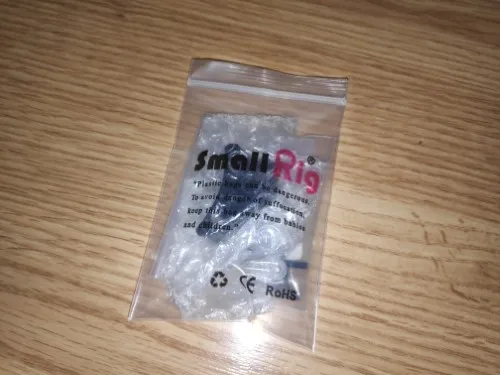 SmallRig®
"Plastic bags can be dangerous.
To avoid danger of suffocation,
keep this bag away from babies
and children."
CE RoHS